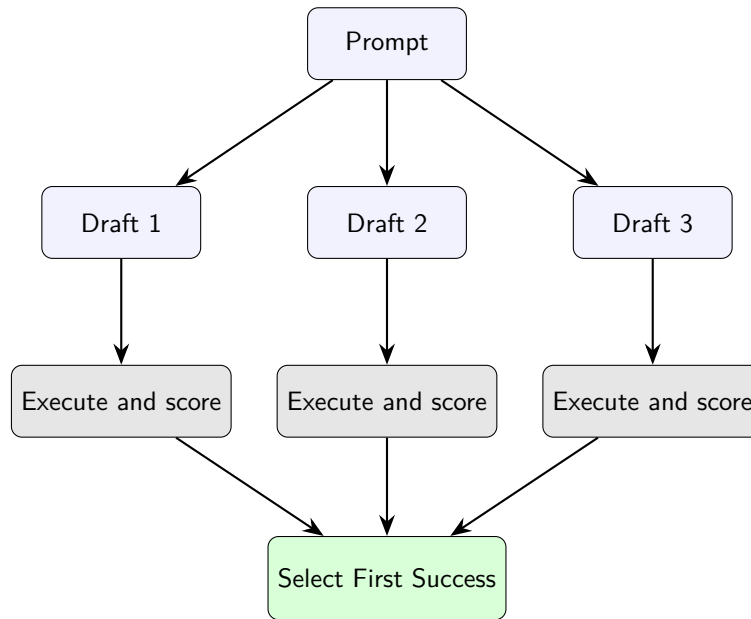 Prompt
Draft 1
Draft 2
Draft 3
Execute and score
Execute and score
Execute and score
Select First Success